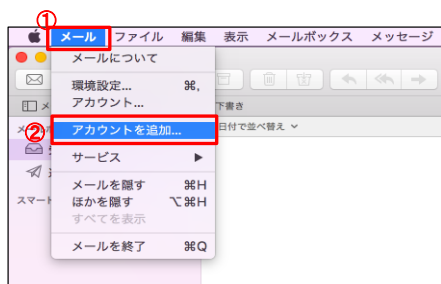 ①
メール ファイル 編集 表示 メールボックス メッセージ
メールについて
環境設定... ⌘,
アカウント...
下書き
②
アカウントを追加...
日付で並べ替え
サービス
メールを隠す ⌘H
スマート
ほかを隠す ⌥⌘H
すべてを表示
メールを終了 ⌘Q